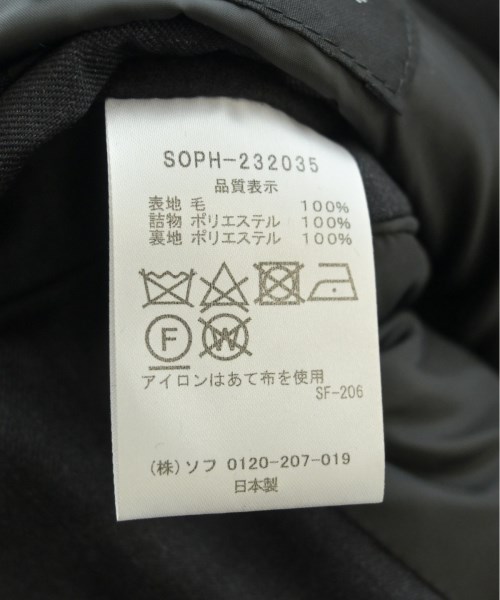 SOPH-232035
品質表示
表地 毛 100%
詰物 ポリエステル 100%
裏地 ポリエステル 100%
F W
アイロンはあて布を使用
SF-206
(株)ソフ 0120-207-019
日本製